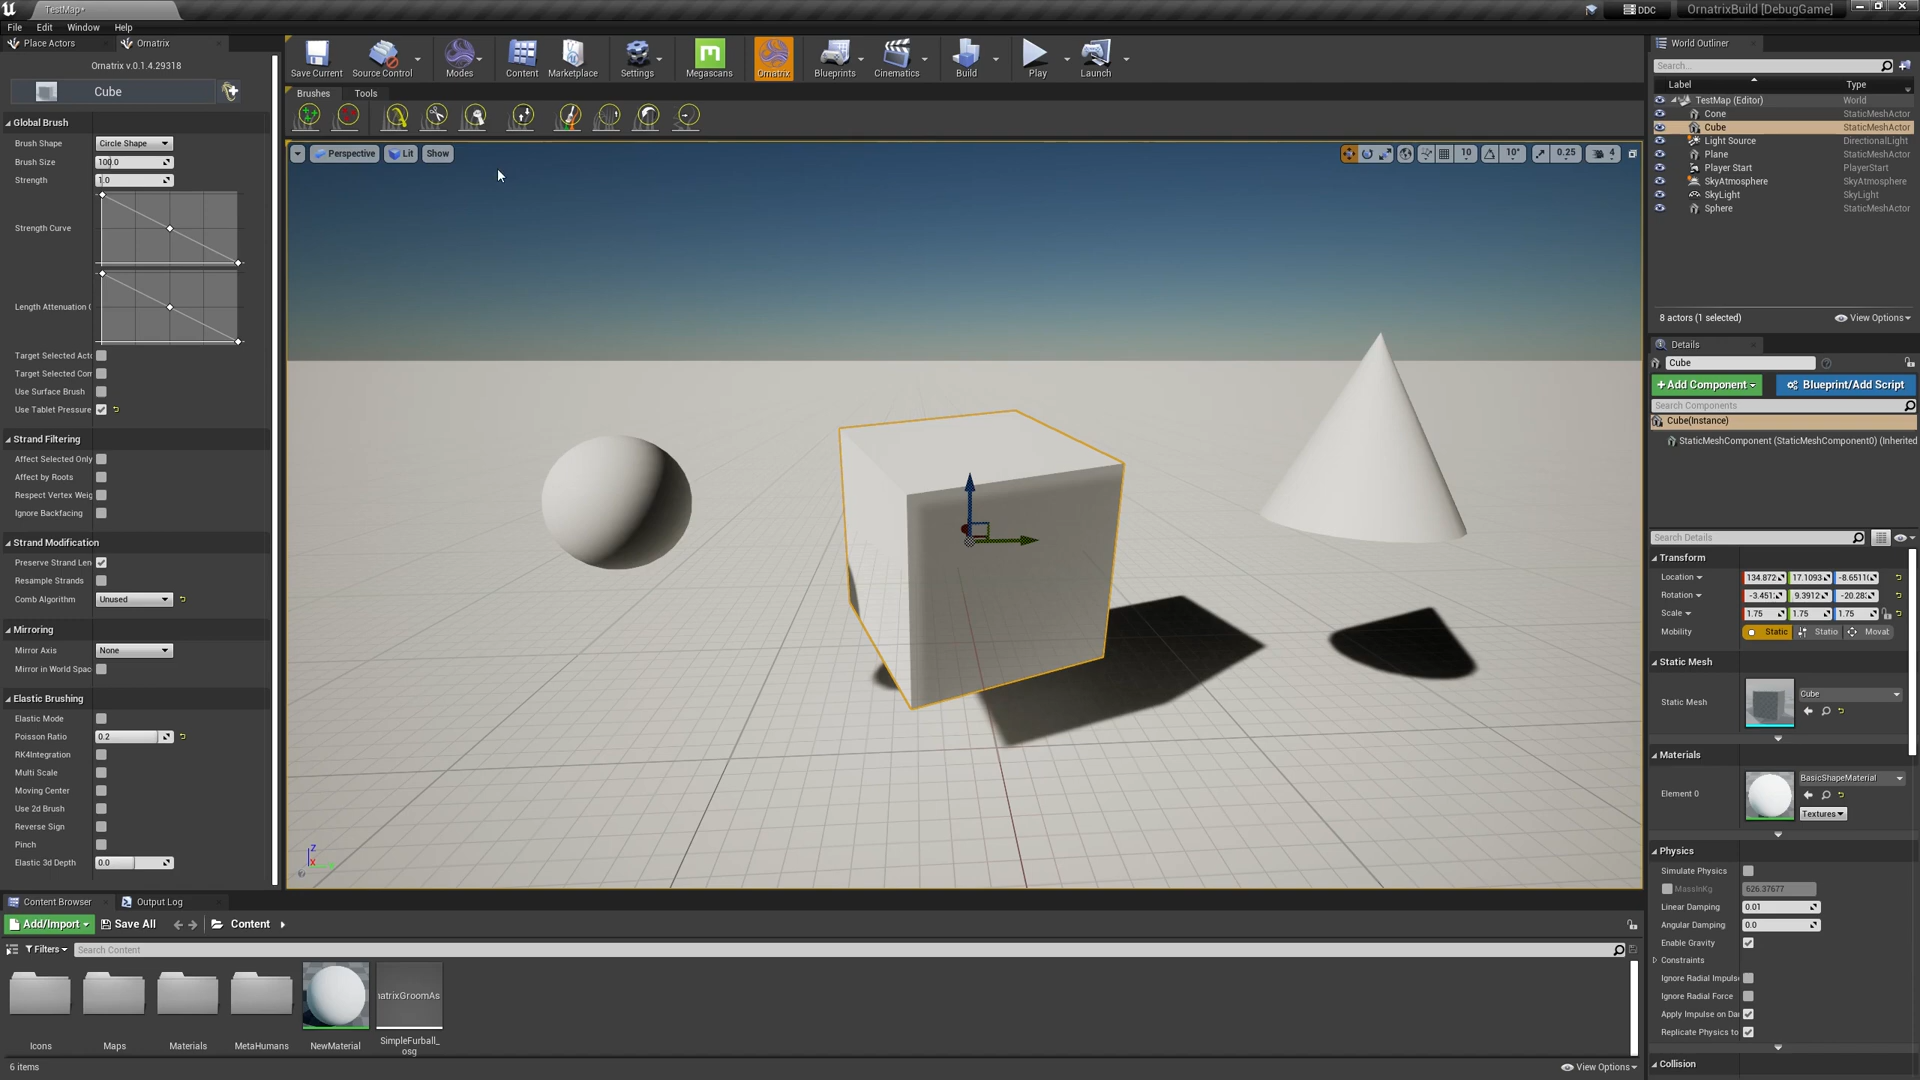 TestMap*
DDC
OrnatrixBuild [DebugGame]
File Edit Window Help
Place Actors
Ornatrix
Ornatrix v.0.1.4.29318
Cube
Global Brush
Brush Shape Circle Shape
Brush Size 100.0
Strength 1.0
Strength Curve
Length Attenuation C
Target Selected Acto
Target Selected Com
Use Surface Brush
Use Tablet Pressure
Strand Filtering
Affect Selected Only
Affect by Roots
Respect Vertex Weig
Ignore Backfacing
Strand Modification
Preserve Strand Len
Resample Strands
Comb Algorithm Unused
Mirroring
Mirror Axis None
Mirror in World Spac
Elastic Brushing
Elastic Mode
Poisson Ratio 0.2
RK4Integration
Multi Scale
Moving Center
Use 2d Brush
Reverse Sign
Pinch
Elastic 3d Depth 0.0
Save Current Source Control Modes Content Marketplace Settings Megascans Ornatrix Blueprints Cinematics Build Play Launch
Brushes Tools
Perspective Lit Show
10 10° 0.25 4
Z
X
World Outliner
Search...
Label Type
TestMap (Editor) World
Cone StaticMeshActor
Cube StaticMeshActor
Light Source DirectionalLight
Plane StaticMeshActor
Player Start PlayerStart
SkyAtmosphere SkyAtmosphere
SkyLight SkyLight
Sphere StaticMeshActor
8 actors (1 selected) View Options
Details
Cube
+Add Component Blueprint/Add Script
Search Components
Cube(Instance)
StaticMeshComponent (StaticMeshComponent0) (Inherited
Search Details
Transform
Location 134.872 17.1093 -8.6511(
Rotation -3.451 9.3912 -20.28
Scale 1.75 1.75 1.75
Mobility Static Statio Movat
Static Mesh
Static Mesh Cube
Materials
Element 0 BasicShapeMaterial
Textures
Physics
Simulate Physics
MassInKg 626.37677
Linear Damping 0.01
Angular Damping 0.0
Enable Gravity
Constraints
Ignore Radial Impuls
Ignore Radial Force
Apply Impulse on Da
Replicate Physics to
Collision
Content Browser Output Log
Add/Import Save All Content
Filters Search Content
natrixGroomAs
Icons Maps Materials MetaHumans NewMaterial SimpleFurball_
osg
6 items View Options